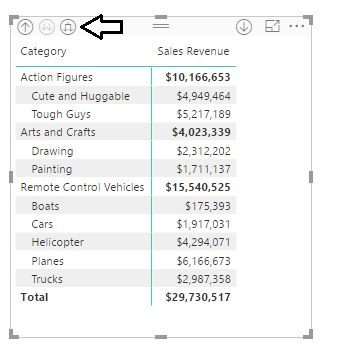 Category Sales Revenue
Action Figures $10,166,653
Cute and Huggable $4,949,464
Tough Guys $5,217,189
Arts and Crafts $4,023,339
Drawing $2,312,202
Painting $1,711,137
Remote Control Vehicles $15,540,525
Boats $175,393
Cars $1,917,031
Helicopter $4,294,071
Planes $6,166,673
Trucks $2,987,358
Total $29,730,517